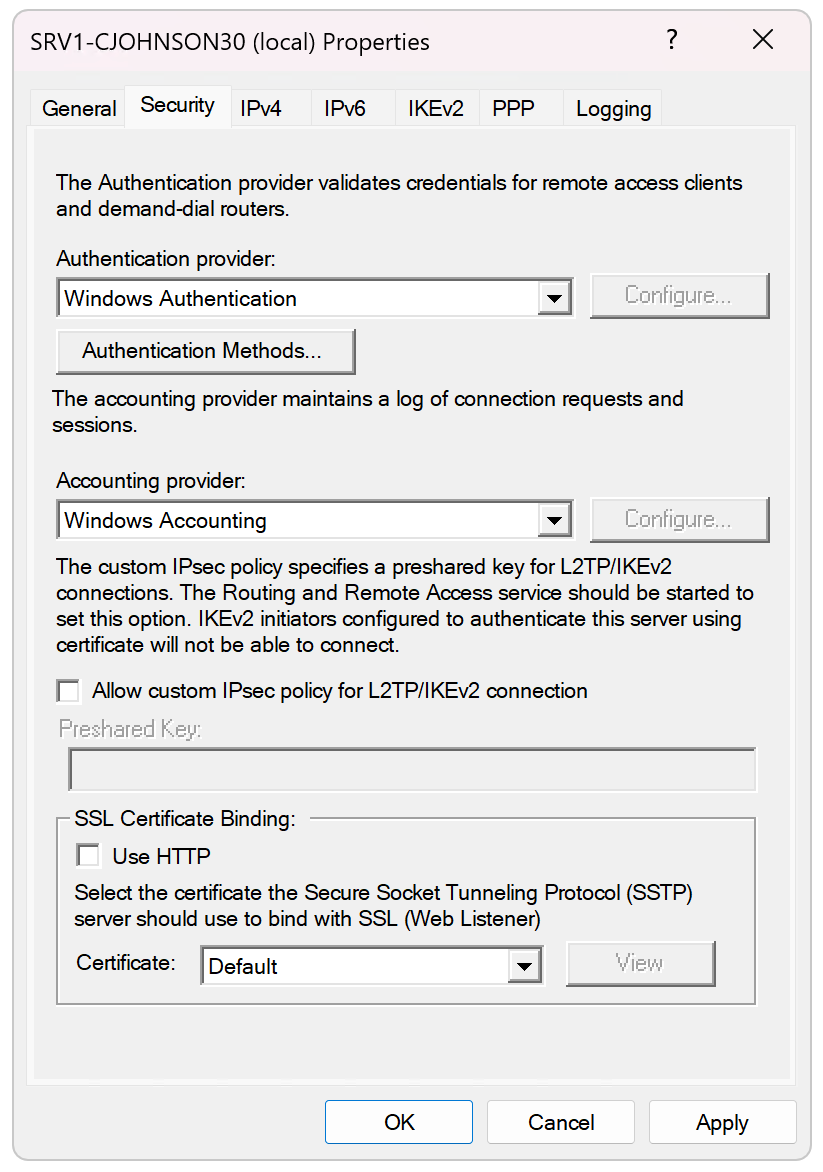 SRV1-CJOHNSON30 (local) Properties
?
General Security IPv4 IPv6 IKEv2 PPP Logging
The Authentication provider validates credentials for remote access clients
and demand-dial routers.
Authentication provider:
Windows Authentication Configure...
Authentication Methods...
The accounting provider maintains a log of connection requests and
sessions.
Accounting provider:
Windows Accounting Configure...
The custom IPsec policy specifies a preshared key for L2TP/IKEv2
connections. The Routing and Remote Access service should be started to
set this option. IKEv2 initiators configured to authenticate this server using
certificate will not be able to connect.
Allow custom IPsec policy for L2TP/IKEv2 connection
Preshared Key:
SSL Certificate Binding:
Use HTTP
Select the certificate the Secure Socket Tunneling Protocol (SSTP)
server should use to bind with SSL (Web Listener)
Certificate: Default View
OK Cancel Apply